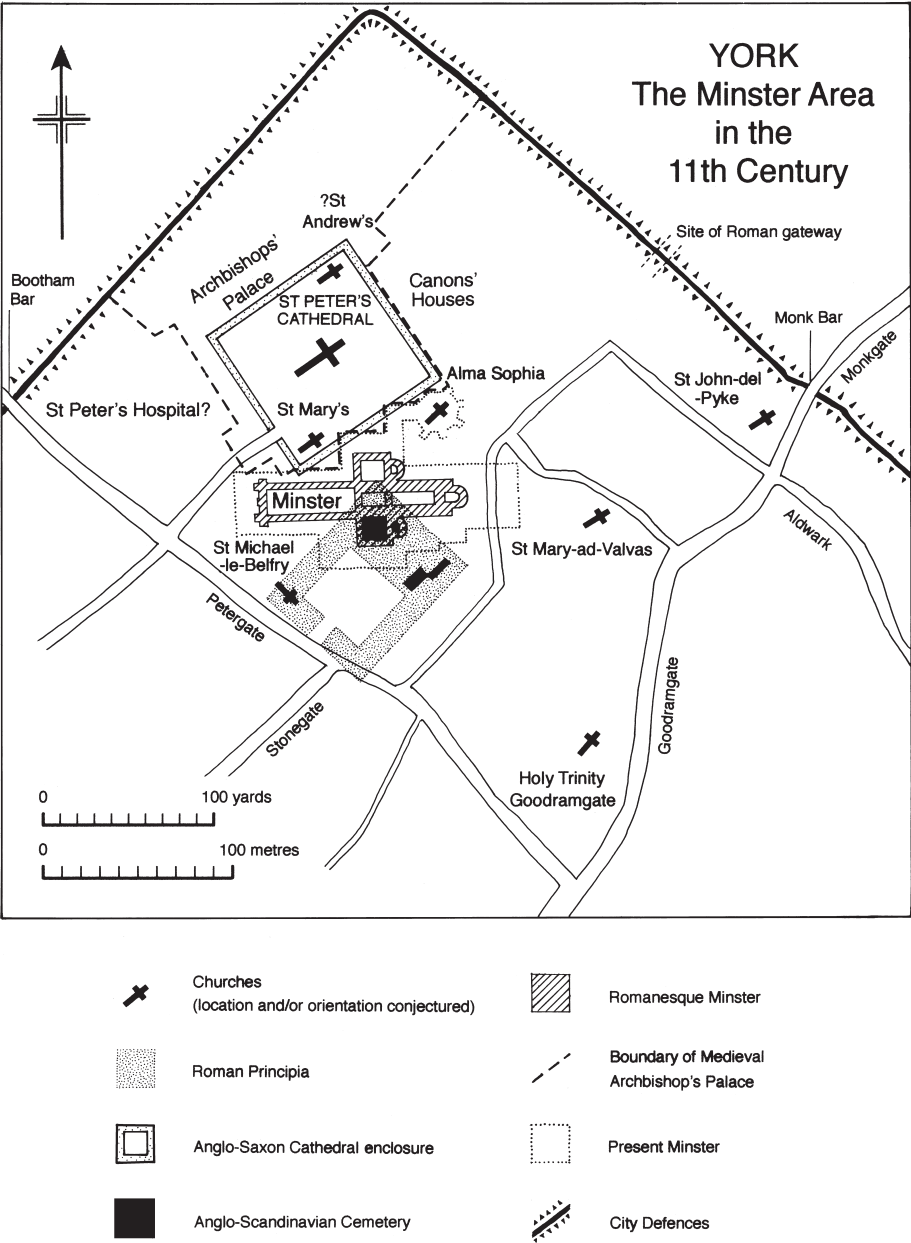 YORK
The Minster Area
in the
11th Century
?St
Andrew's
Site of Roman gateway
Archbishops'
Palace
Bootham
Bar
Canons'
Houses
ST PETER'S
CATHEDRAL
Monk Bar
Monkgate
Alma Sophia
St John-del
-Pyke
St Peter's Hospital?
St Mary's
Minster
Aldwark
St Mary-ad-Valvas
St Michael
-le-Belfry
Petergate
Goodramgate
Stonegate
Holy Trinity
Goodramgate
0 100 yards
0 100 metres
Churches
(location and/or orientation conjectured)
Romanesque Minster
Roman Principia
Boundary of Medieval
Archbishop's Palace
Anglo-Saxon Cathedral enclosure
Present Minster
Anglo-Scandinavian Cemetery
City Defences